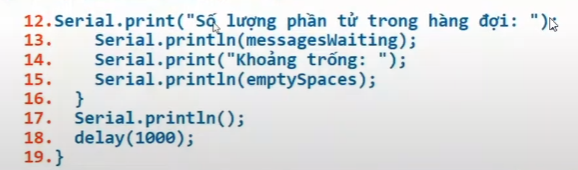 12.Serial.print("Số lượng phần tử trong hàng đợi: ");
13. Serial.println(messagesWaiting);
14. Serial.print("Khoảng trống: ");
15. Serial.println(emptySpaces);
16. }
17. Serial.println();
18. delay(1000);
19.}